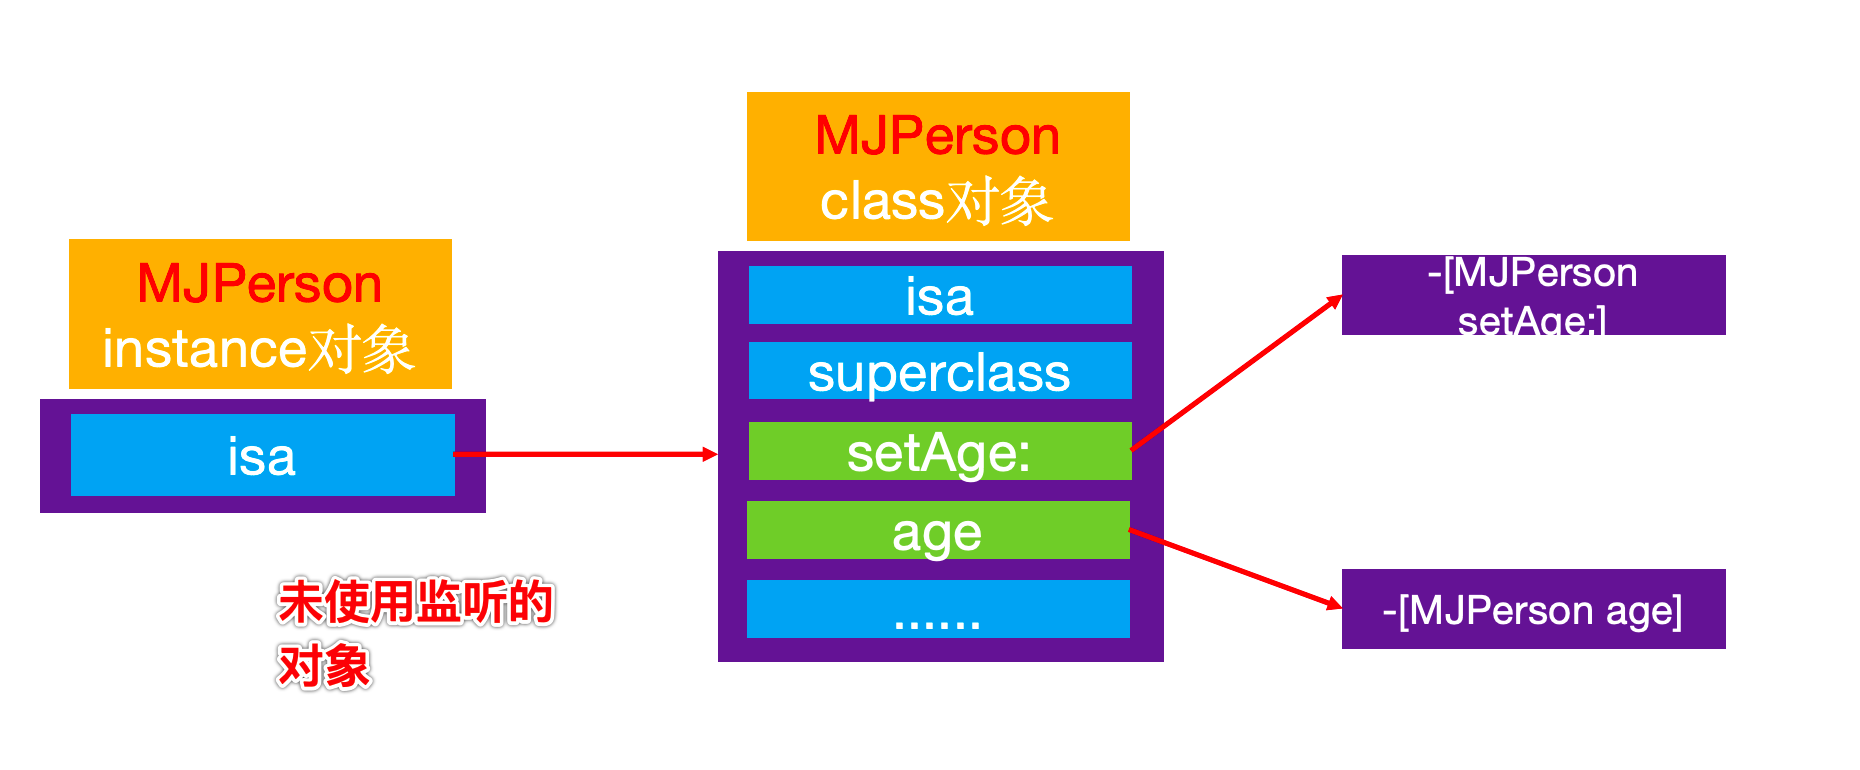 MJPerson
instance对象
isa
未使用监听的
对象
MJPerson
class对象
isa
superclass
setAge:
age
......
-[MJPerson
setAge:]
-[MJPerson age]